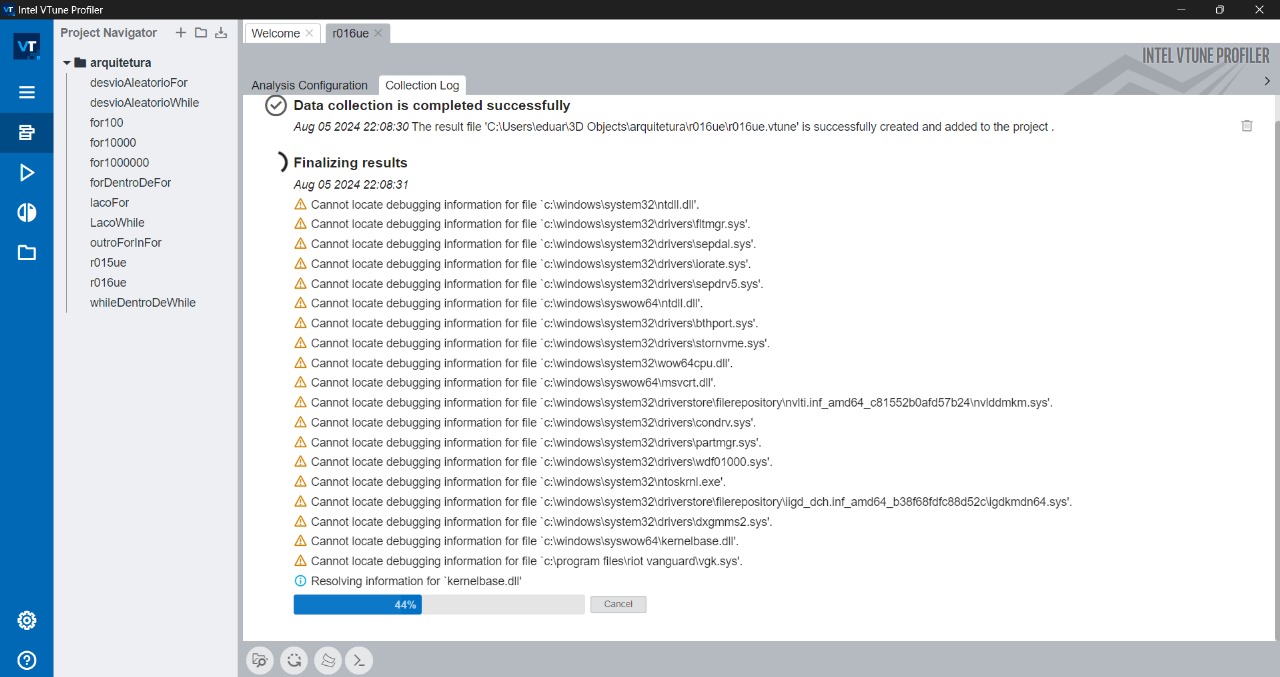 VT Intel VTune Profiler
VT
Project Navigator
arquitetura
desvioAleatorioFor
desvioAleatorioWhile
for100
for10000
for1000000
forDentroDeFor
lacoFor
LacoWhile
outroForInFor
r015ue
r016ue
whileDentroDeWhile
Welcome
r016ue
INTEL VTUNE PROFILER
Analysis Configuration
Collection Log
Data collection is completed successfully
Aug 05 2024 22:08:30 The result file 'C:\Users\eduar\3D Objects\arquitetura\r016ue\r016ue.vtune' is successfully created and added to the project .
Finalizing results
Aug 05 2024 22:08:31
Cannot locate debugging information for file `c:\windows\system32\ntdll.dll'.
Cannot locate debugging information for file `c:\windows\system32\drivers\fltmgr.sys'.
Cannot locate debugging information for file `c:\windows\system32\drivers\sepdal.sys'.
Cannot locate debugging information for file `c:\windows\system32\drivers\iorate.sys'.
Cannot locate debugging information for file `c:\windows\system32\drivers\sepdrv5.sys'.
Cannot locate debugging information for file `c:\windows\syswow64\ntdll.dll'.
Cannot locate debugging information for file `c:\windows\system32\drivers\bthport.sys'.
Cannot locate debugging information for file `c:\windows\system32\drivers\stornvme.sys'.
Cannot locate debugging information for file `c:\windows\system32\wow64cpu.dll'.
Cannot locate debugging information for file `c:\windows\syswow64\msvcrt.dll'.
Cannot locate debugging information for file `c:\windows\system32\driverstore\filerepository\nvlti.inf_amd64_c81552b0afd57b24\nvlddmkm.sys'.
Cannot locate debugging information for file `c:\windows\system32\drivers\condrv.sys'.
Cannot locate debugging information for file `c:\windows\system32\drivers\partmgr.sys'.
Cannot locate debugging information for file `c:\windows\system32\drivers\wdf01000.sys'.
Cannot locate debugging information for file `c:\windows\system32\ntoskrnl.exe'.
Cannot locate debugging information for file `c:\windows\system32\driverstore\filerepository\iigd_dch.inf_amd64_b38f68fdfc88d52c\igdkmdn64.sys'.
Cannot locate debugging information for file `c:\windows\system32\drivers\dxgmms2.sys'.
Cannot locate debugging information for file `c:\windows\syswow64\kernelbase.dll'.
Cannot locate debugging information for file `c:\program files\riot vanguard\vgk.sys'.
Resolving information for `kernelbase.dll'
44%
Cancel